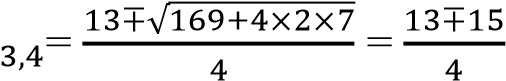 ₃,₄= (13∓√(169+4×2×7))/4 = (13∓15)/4